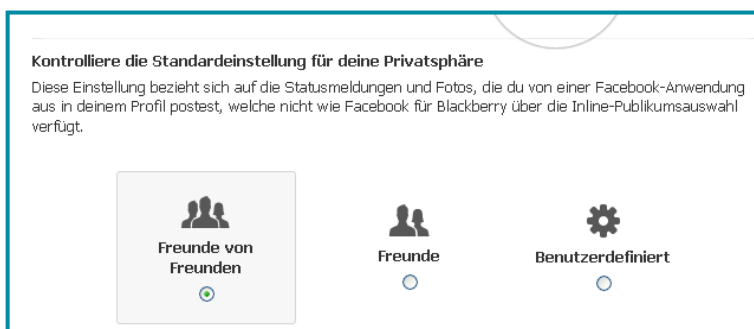 Kontrolliere die Standardeinstellung für deine Privatsphäre
Diese Einstellung bezieht sich auf die Statusmeldungen und Fotos, die du von einer Facebook-Anwendung
aus in deinem Profil postest, welche nicht wie Facebook für Blackberry über die Inline-Publikumsauswahl
verfügt.
Freunde von
Freunden
Freunde
Benutzerdefiniert